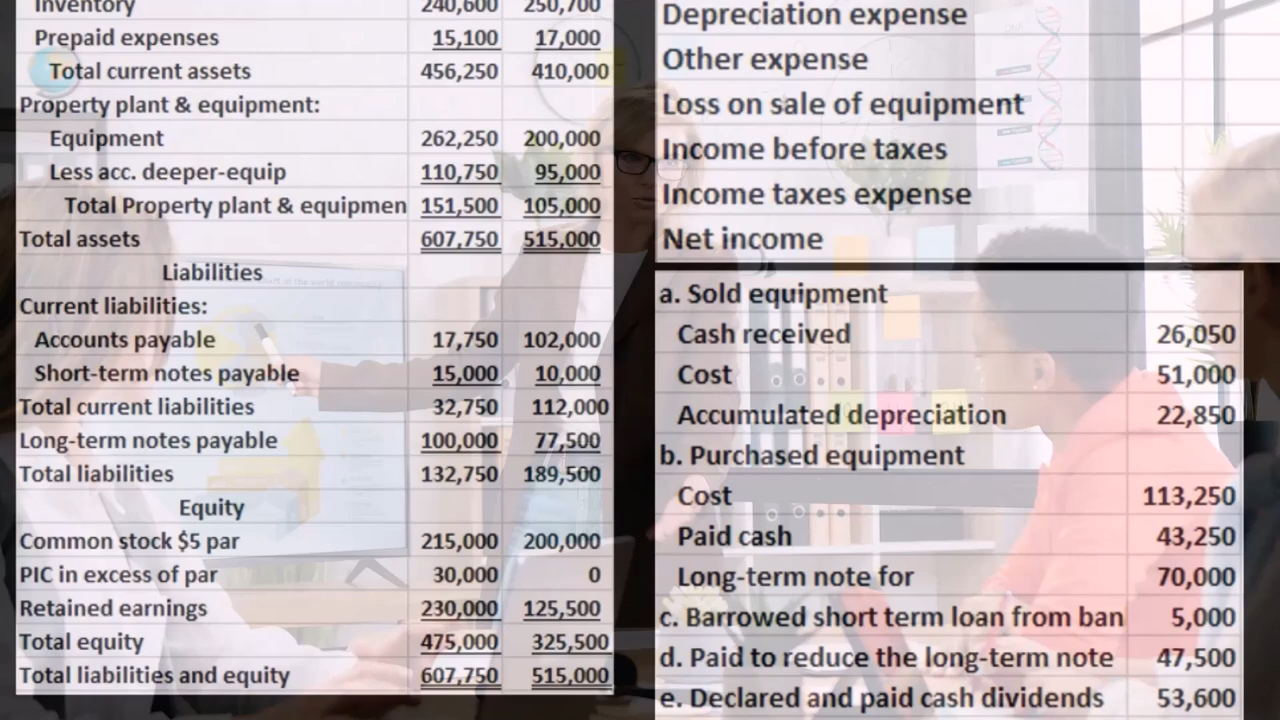 Inventory 240,600 250,700
Prepaid expenses 15,100 17,000
Total current assets 456,250 410,000
Property plant & equipment:
Equipment 262,250 200,000
Less acc. deeper-equip 110,750 95,000
Total Property plant & equipmen 151,500 105,000
Total assets 607,750 515,000
Liabilities
Current liabilities:
Accounts payable 17,750 102,000
Short-term notes payable 15,000 10,000
Total current liabilities 32,750 112,000
Long-term notes payable 100,000 77,500
Total liabilities 132,750 189,500
Equity
Common stock $5 par 215,000 200,000
PIC in excess of par 30,000 0
Retained earnings 230,000 125,500
Total equity 475,000 325,500
Total liabilities and equity 607,750 515,000
Depreciation expense
Other expense
Loss on sale of equipment
Income before taxes
Income taxes expense
Net income
a. Sold equipment
Cash received 26,050
Cost 51,000
Accumulated depreciation 22,850
b. Purchased equipment
Cost 113,250
Paid cash 43,250
Long-term note for 70,000
c. Barrowed short term loan from ban 5,000
d. Paid to reduce the long-term note 47,500
e. Declared and paid cash dividends 53,600